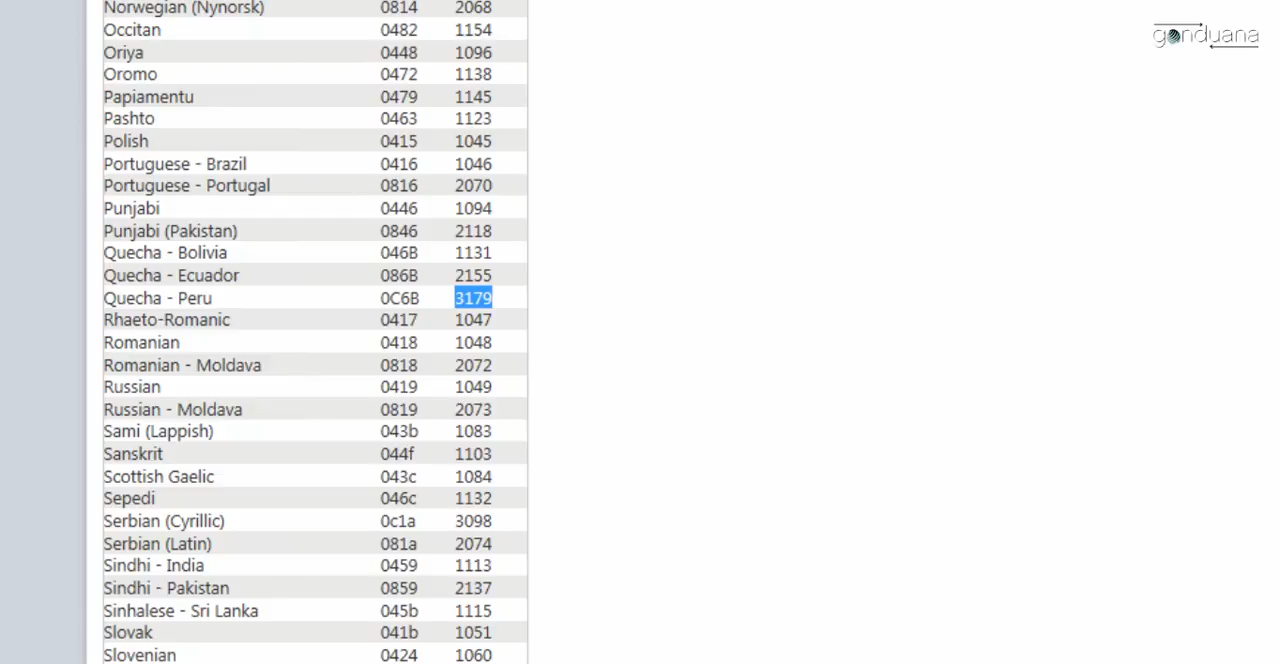 gonduana
Norwegian (Nynorsk) 0814 2068
Occitan 0482 1154
Oriya 0448 1096
Oromo 0472 1138
Papiamentu 0479 1145
Pashto 0463 1123
Polish 0415 1045
Portuguese - Brazil 0416 1046
Portuguese - Portugal 0816 2070
Punjabi 0446 1094
Punjabi (Pakistan) 0846 2118
Quecha - Bolivia 046B 1131
Quecha - Ecuador 086B 2155
Quecha - Peru 0C6B 3179
Rhaeto-Romanic 0417 1047
Romanian 0418 1048
Romanian - Moldava 0818 2072
Russian 0419 1049
Russian - Moldava 0819 2073
Sami (Lappish) 043b 1083
Sanskrit 044f 1103
Scottish Gaelic 043c 1084
Sepedi 046c 1132
Serbian (Cyrillic) 0c1a 3098
Serbian (Latin) 081a 2074
Sindhi - India 0459 1113
Sindhi - Pakistan 0859 2137
Sinhalese - Sri Lanka 045b 1115
Slovak 041b 1051
Slovenian 0424 1060